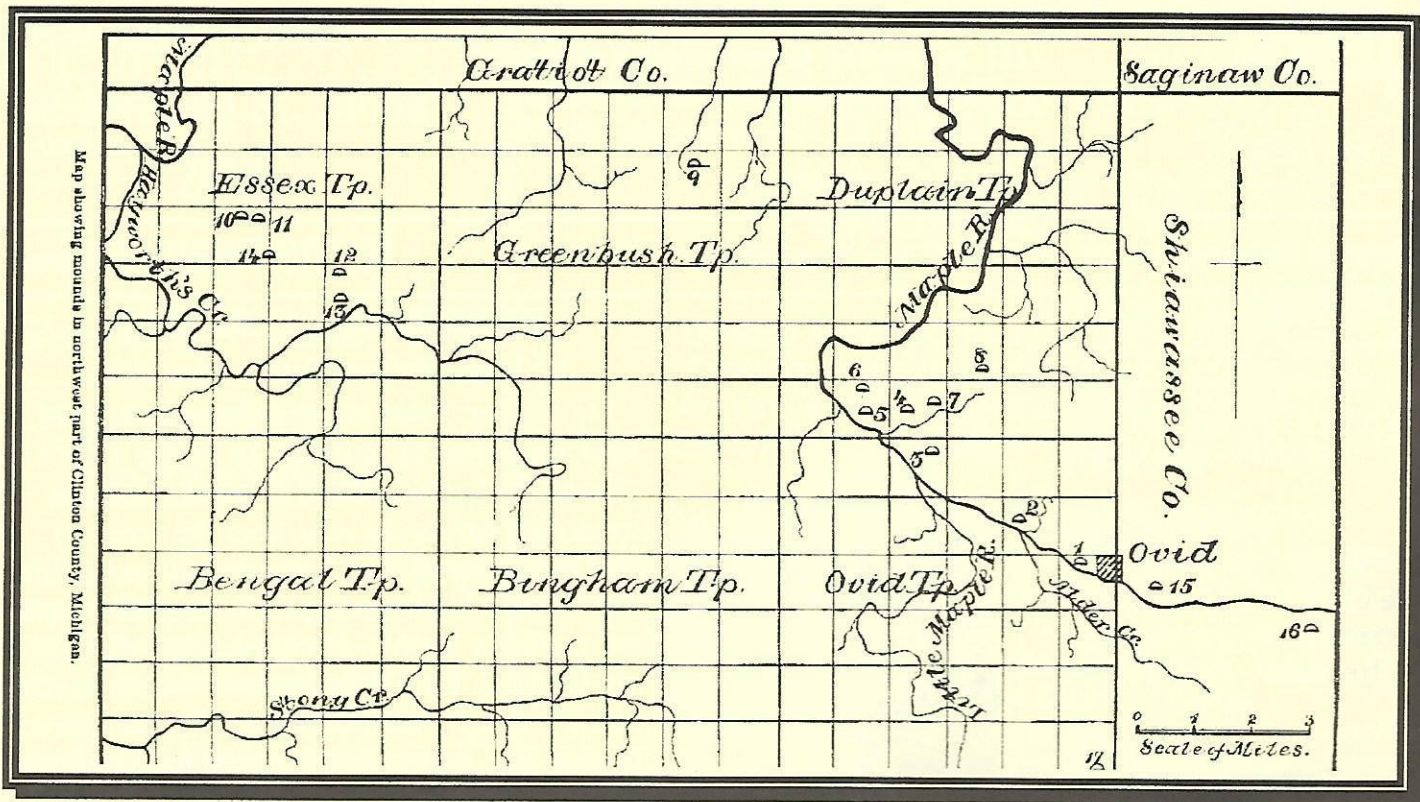 Gratiot Co.
Saginaw Co.
Maple R.
Essex Tp.
Duplain Tp
9
10
11
Hayworth's Cr.
14
12
13
Greenbush Tp.
Maple R.
Shiawassee Co.
6
8
5
4
7
3
2
1
Ovid
Bengal Tp.
Bingham Tp.
Ovid Tp.
15
Little Maple R.
Cr.
16
Stony Cr.
0 1 2 3
Scale of Miles.
Map showing mounds in northwest part of Clinton County, Michigan.